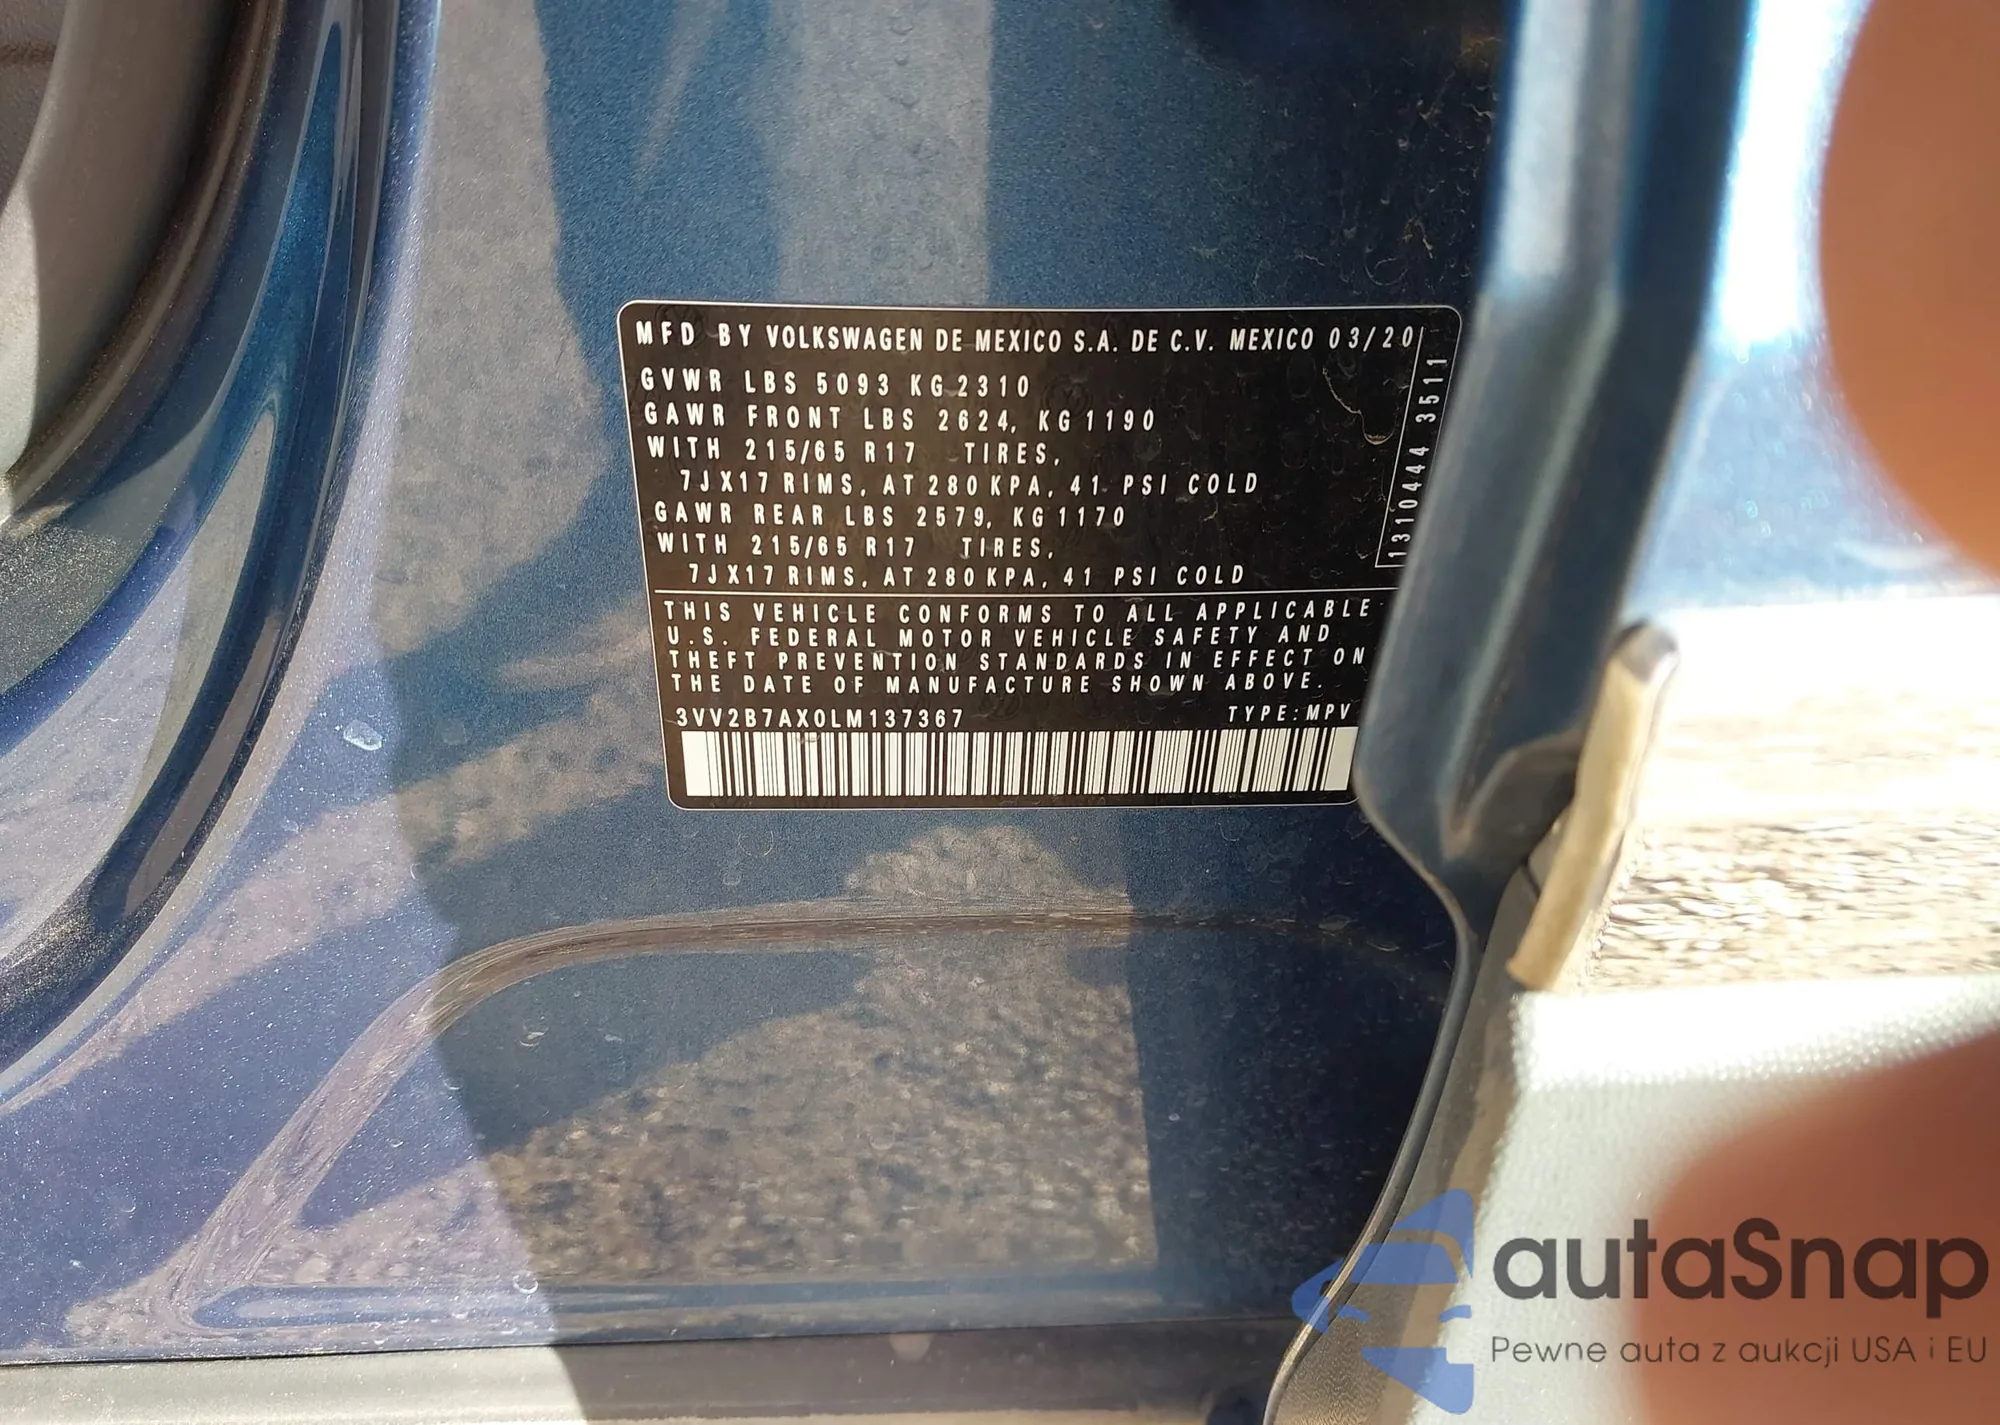 MFD BY VOLKSWAGEN DE MEXICO S.A. DE C.V. MEXICO 03/20
GVWR LBS 5093 KG 2310
GAWR FRONT LBS 2624, KG 1190
WITH 215/65 R17 TIRES,
7JX17 RIMS, AT 280 KPA, 41 PSI COLD
GAWR REAR LBS 2579, KG 1170
WITH 215/65 R17 TIRES,
7JX17 RIMS, AT 280 KPA, 41 PSI COLD
1310444 3511
THIS VEHICLE CONFORMS TO ALL APPLICABLE
U.S. FEDERAL MOTOR VEHICLE SAFETY AND
THEFT PREVENTION STANDARDS IN EFFECT ON
THE DATE OF MANUFACTURE SHOWN ABOVE.
3VV2B7AX0LM137367 TYPE: MPV
autaSnap
Pewne auta z aukcji USA i EU